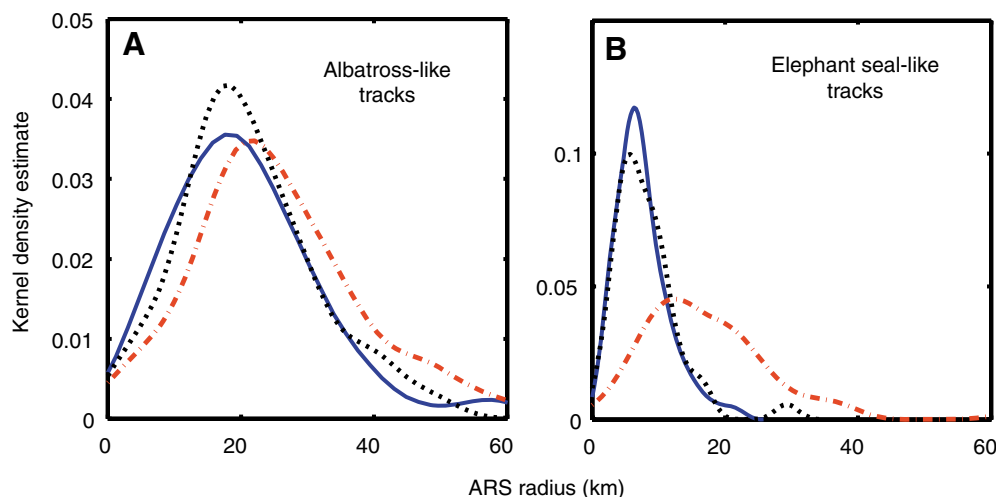 A
Albatross-like
tracks
B
Elephant seal-like
tracks
Kernel density estimate
0.05
0.04
0.03
0.02
0.01
0
0 20 40 60
0.1
0.05
0
0 20 40 60
ARS radius (km)